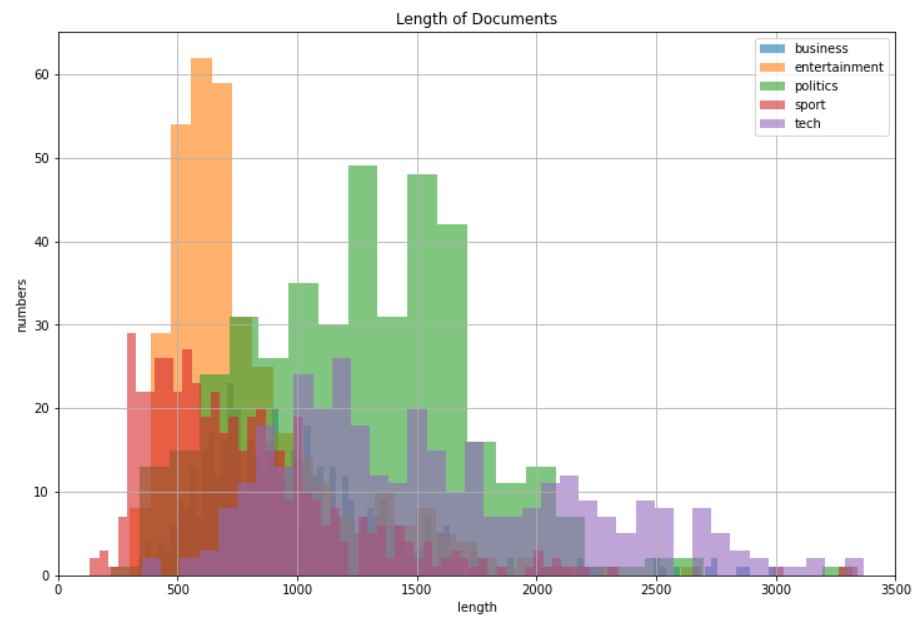 Length of Documents
business
entertainment
politics
sport
tech
numbers
60
50
40
30
20
10
0
0 500 1000 1500 2000 2500 3000 3500
length